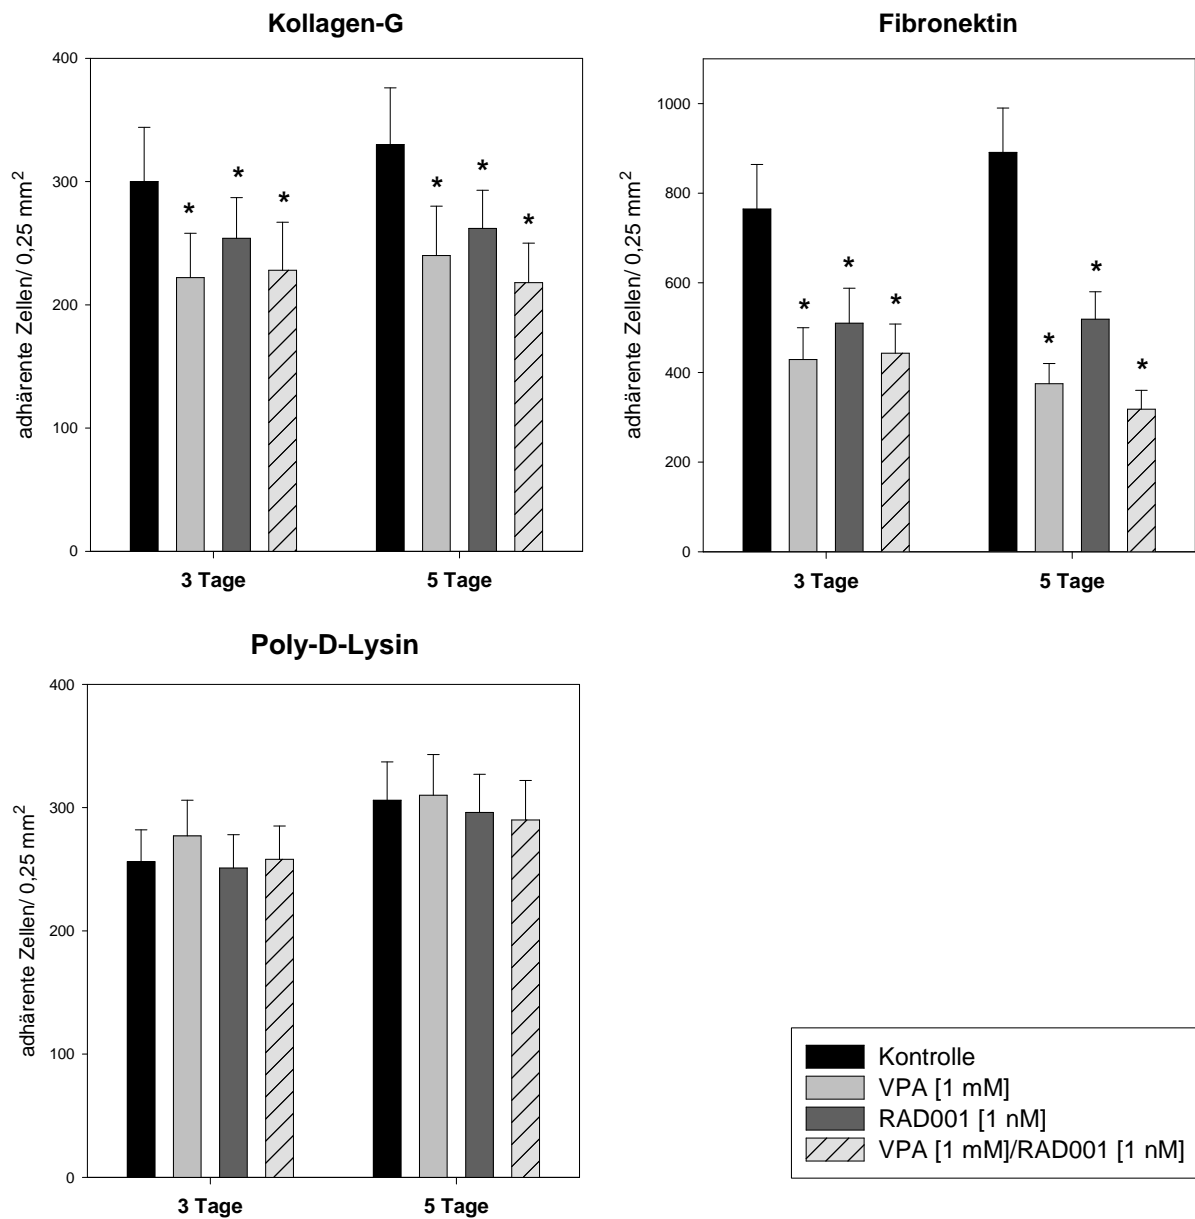 Kollagen-G
adhärente Zellen/ 0,25 mm²
400
300
200
100
0
* * * * * *
3 Tage 5 Tage
Fibronektin
adhärente Zellen/ 0,25 mm²
1000
800
600
400
200
0
* * * * * *
3 Tage 5 Tage
Poly-D-Lysin
adhärente Zellen/ 0,25 mm²
400
300
200
100
0
3 Tage 5 Tage
Kontrolle
VPA [1 mM]
RAD001 [1 nM]
VPA [1 mM]/RAD001 [1 nM]